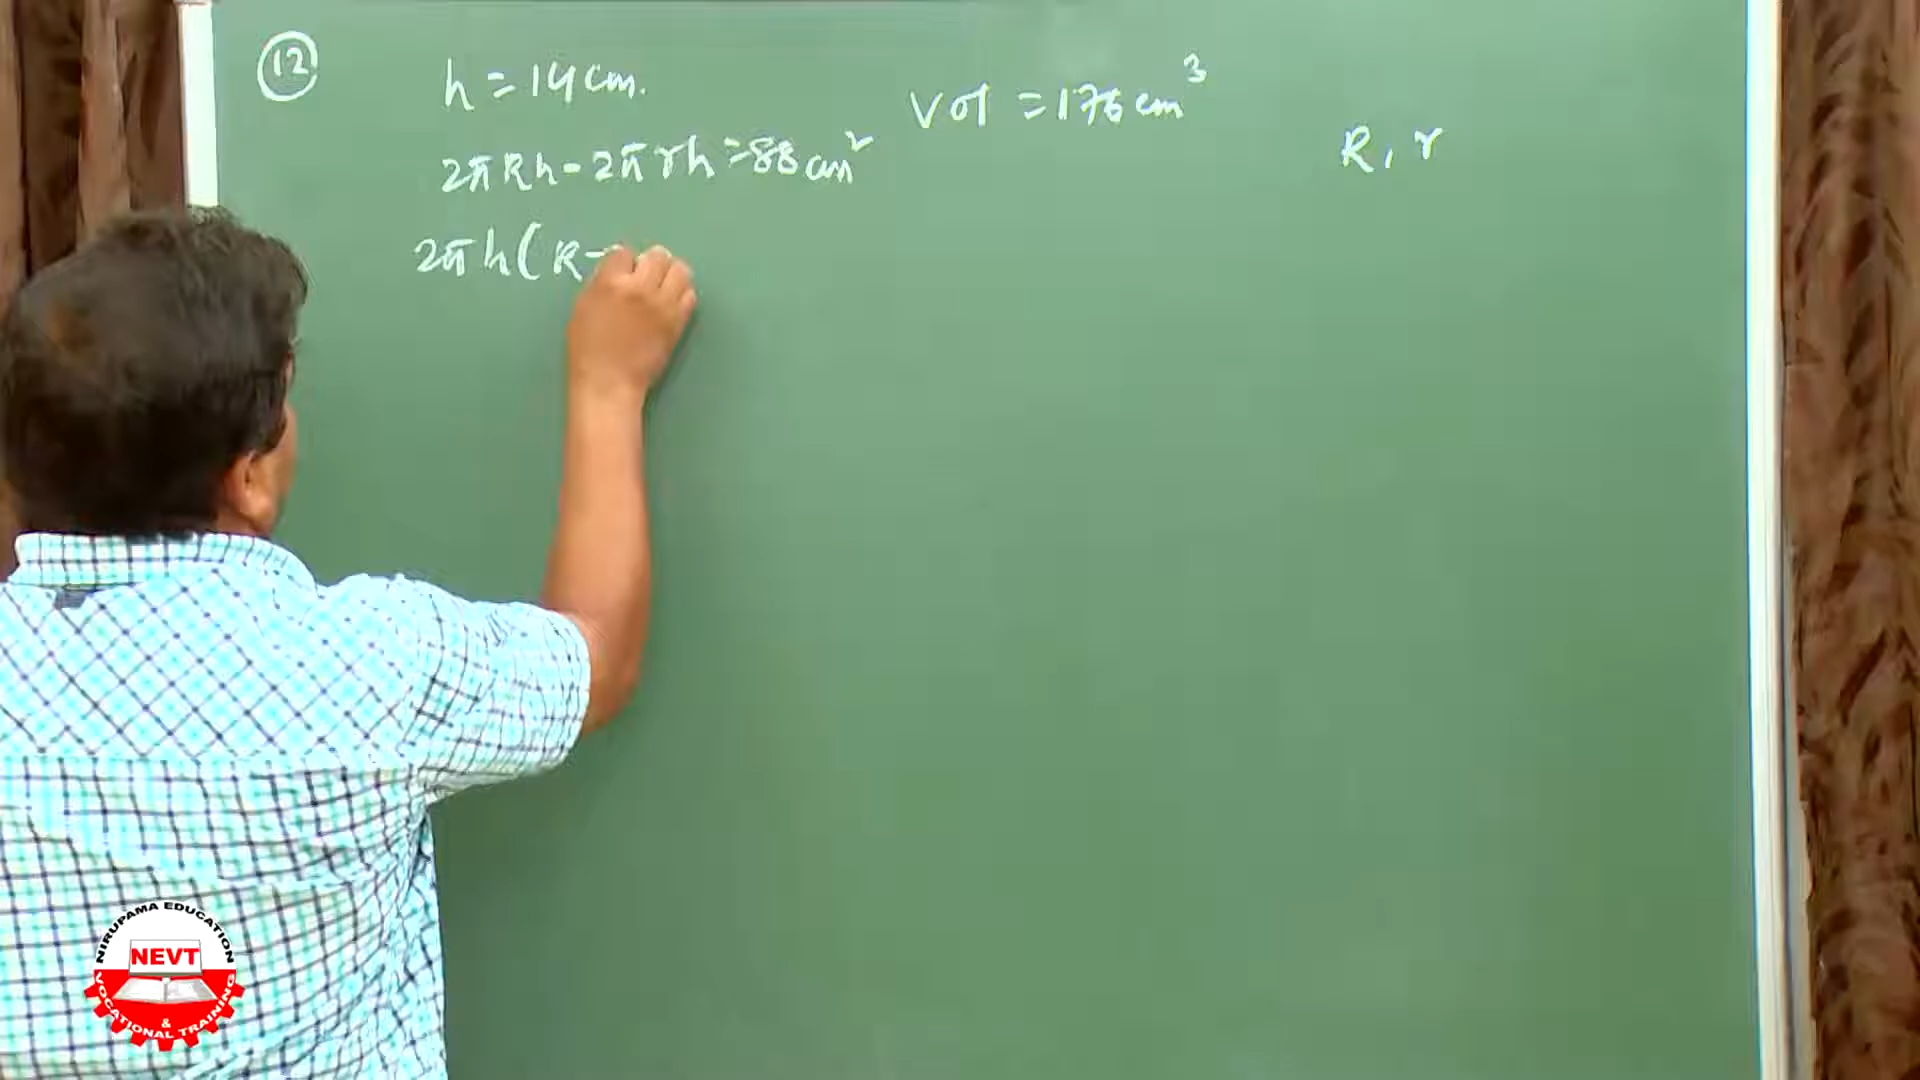 12
h = 14 cm.
Vol = 176 cm³
R, r
2πRh - 2πrh = 88 cm²
2πh(R-
NIRUPAMA EDUCATION
NEVT
&
VOCATIONAL TRAINING